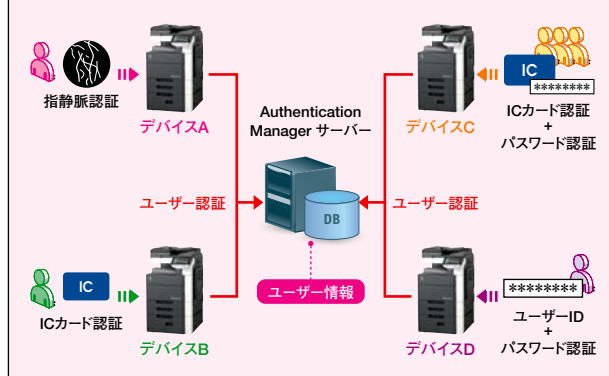 指静脈認証
デバイスA
Authentication
Manager サーバー
IC
********
デバイスC
ICカード認証
+
パスワード認証
ユーザー認証
DB
ユーザー認証
IC
ICカード認証
デバイスB
ユーザー情報
********
デバイスD
ユーザーID
+
パスワード認証